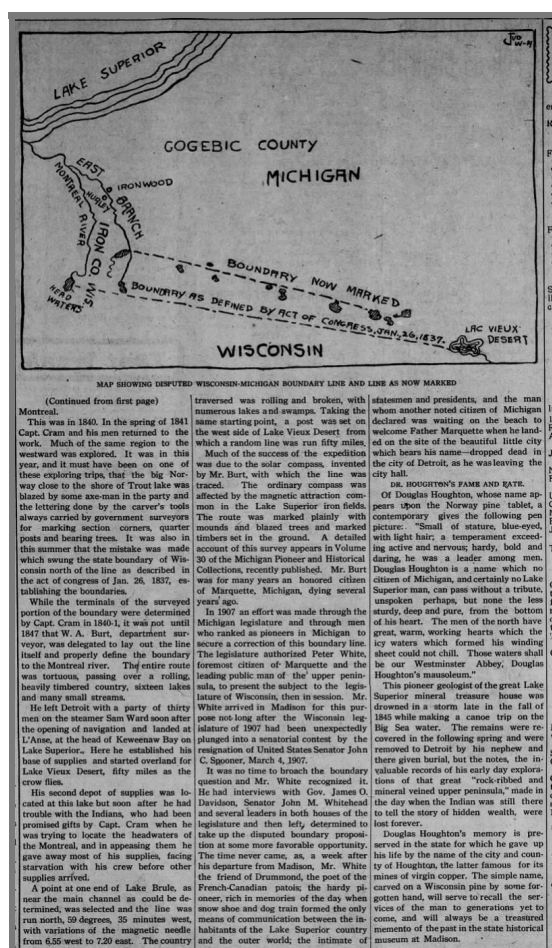 Jvd
W-N
LAKE SUPERIOR
GOGEBIC COUNTY
MICHIGAN
EAST
BRANCH
IRONWOOD
HURLEY
MONTREAL RIVER
IRON CO. WIS.
HEAD
WATERS
BOUNDARY NOW MARKED
BOUNDARY AS DEFINED BY ACT OF CONGRESS, JAN. 26, 1837.
LAC VIEUX
DESERT
WISCONSIN
MAP SHOWING DISPUTED WISCONSIN-MICHIGAN BOUNDARY LINE AND LINE AS NOW MARKED
(Continued from first page)
Montreal.
This was in 1840. In the spring of 1841
Capt. Cram and his men returned to the
work. Much of the same region to the
westward was explored. It was in this
year, and it must have been on one of
these exploring trips, that the big Nor-
way close to the shore of Trout lake was
blazed by some axe-man in the party and
the lettering done by the carver's tools
always carried by government surveyors
for marking section corners, quarter
posts and bearing trees. It was also in
this summer that the mistake was made
which swung the state boundary of Wis-
consin north of the line as described in
the act of congress of Jan. 26, 1837, es-
tablishing the boundaries.
While the terminals of the surveyed
portion of the boundary were determined
by Capt. Cram in 1840-1, it was not until
1847 that W. A. Burt, department sur-
veyor, was delegated to lay out the line
itself and properly define the boundary
to the Montreal river. The entire route
was tortuous, passing over a rolling,
heavily timbered country, sixteen lakes
and many small streams.
He left Detroit with a party of thirty
men on the steamer Sam Ward soon after
the opening of navigation and landed at
L'Anse, at the head of Keweenaw Bay on
Lake Superior. Here he established his
base of supplies and started overland for
Lake Vieux Desert, fifty miles as the
crow flies.
His second depot of supplies was lo-
cated at this lake but soon after he had
trouble with the Indians, who had been
promised gifts by Capt. Cram when he
was trying to locate the headwaters of
the Montreal, and in appeasing them he
gave away most of his supplies, facing
starvation with his crew before other
supplies arrived.
A point at one end of Lake Brule, as
near the main channel as could be de-
termined, was selected and the line was
run north, 59 degrees, 35 minutes west,
with variations of the magnetic needle
from 6.55 west to 7.20 east. The country
traversed was rolling and broken, with
numerous lakes and swamps. Taking the
same starting point, a post was set on
the west side of Lake Vieux Desert from
which a random line was run fifty miles.
Much of the success of the expedition
was due to the solar compass, invented
by Mr. Burt, with which the line was
traced. The ordinary compass was
affected by the magnetic attraction com-
mon in the Lake Superior iron fields.
The route was marked plainly with
mounds and blazed trees and marked
timbers set in the ground. A detailed
account of this survey appears in Volume
30 of the Michigan Pioneer and Historical
Collections, recently published. Mr. Burt
was for many years an honored citizen
of Marquette, Michigan, dying several
years ago.
In 1907 an effort was made through the
Michigan legislature and through men
who ranked as pioneers in Michigan to
secure a correction of this boundary line.
The legislature authorized Peter White,
foremost citizen of Marquette and the
leading public man of the upper penin-
sula, to present the subject to the legis-
lature of Wisconsin, then in session. Mr.
White arrived in Madison for this pur-
pose not long after the Wisconsin leg-
islature of 1907 had been unexpectedly
plunged into a senatorial contest by the
resignation of United States Senator John
C. Spooner, March 4, 1907.
It was no time to broach the boundary
question and Mr. White recognized it.
He had interviews with Gov. James O.
Davidson, Senator John M. Whitehead
and several leaders in both houses of the
legislature and then left, determined to
take up the disputed boundary proposi-
tion at some more favorable opportunity.
The time never came, as, a week after
his departure from Madison, Mr. White
the friend of Drummond, the poet of the
French-Canadian patois; the hardy pi-
oneer, rich in memories of the day when
snow shoe and dog train formed the only
means of communication between the in-
habitants of the Lake Superior country
and the outer world; the intimate of
statesmen and presidents, and the man
whom another noted citizen of Michigan
declared was waiting on the beach to
welcome Father Marquette when he land-
ed on the site of the beautiful little city
which bears his name—dropped dead in
the city of Detroit, as he was leaving the
city hall.
DR. HOUGHTON'S FAME AND FATE.
Of Douglas Houghton, whose name ap-
pears upon the Norway pine tablet, a
contemporary gives the following pen
picture: "Small of stature, blue-eyed,
with light hair; a temperament exceed-
ing active and nervous; hardy, bold and
daring, he was a leader among men.
Douglas Houghton is a name which no
citizen of Michigan, and certainly no Lake
Superior man, can pass without a tribute,
unspoken perhaps, but none the less
sturdy, deep and pure, from the bottom
of his heart. The men of the north have
great, warm, working hearts which the
icy waters which formed his winding
sheet could not chill. Those waters shall
be our Westminster Abbey, Douglas
Houghton's mausoleum."
This pioneer geologist of the great Lake
Superior mineral treasure house was
drowned in a storm late in the fall of
1845 while making a canoe trip on the
Big Sea water. The remains were re-
covered in the following spring and were
removed to Detroit by his nephew and
there given burial, but the notes, the in-
valuable records of his early day explora-
tions of that great "rock-ribbed and
mineral veined upper peninsula," made in
the day when the Indian was still there
to tell the story of hidden wealth, were
lost forever.
Douglas Houghton's memory is pre-
served in the state for which he gave up
his life by the name of the city and coun-
ty of Houghton, the latter famous for its
mines of virgin copper. The simple name,
carved on a Wisconsin pine by some for-
gotten hand, will serve to recall the ser-
vices of the man to generations yet to
come, and will always be a treasured
memento of the past in the state historical
museum at Madison.